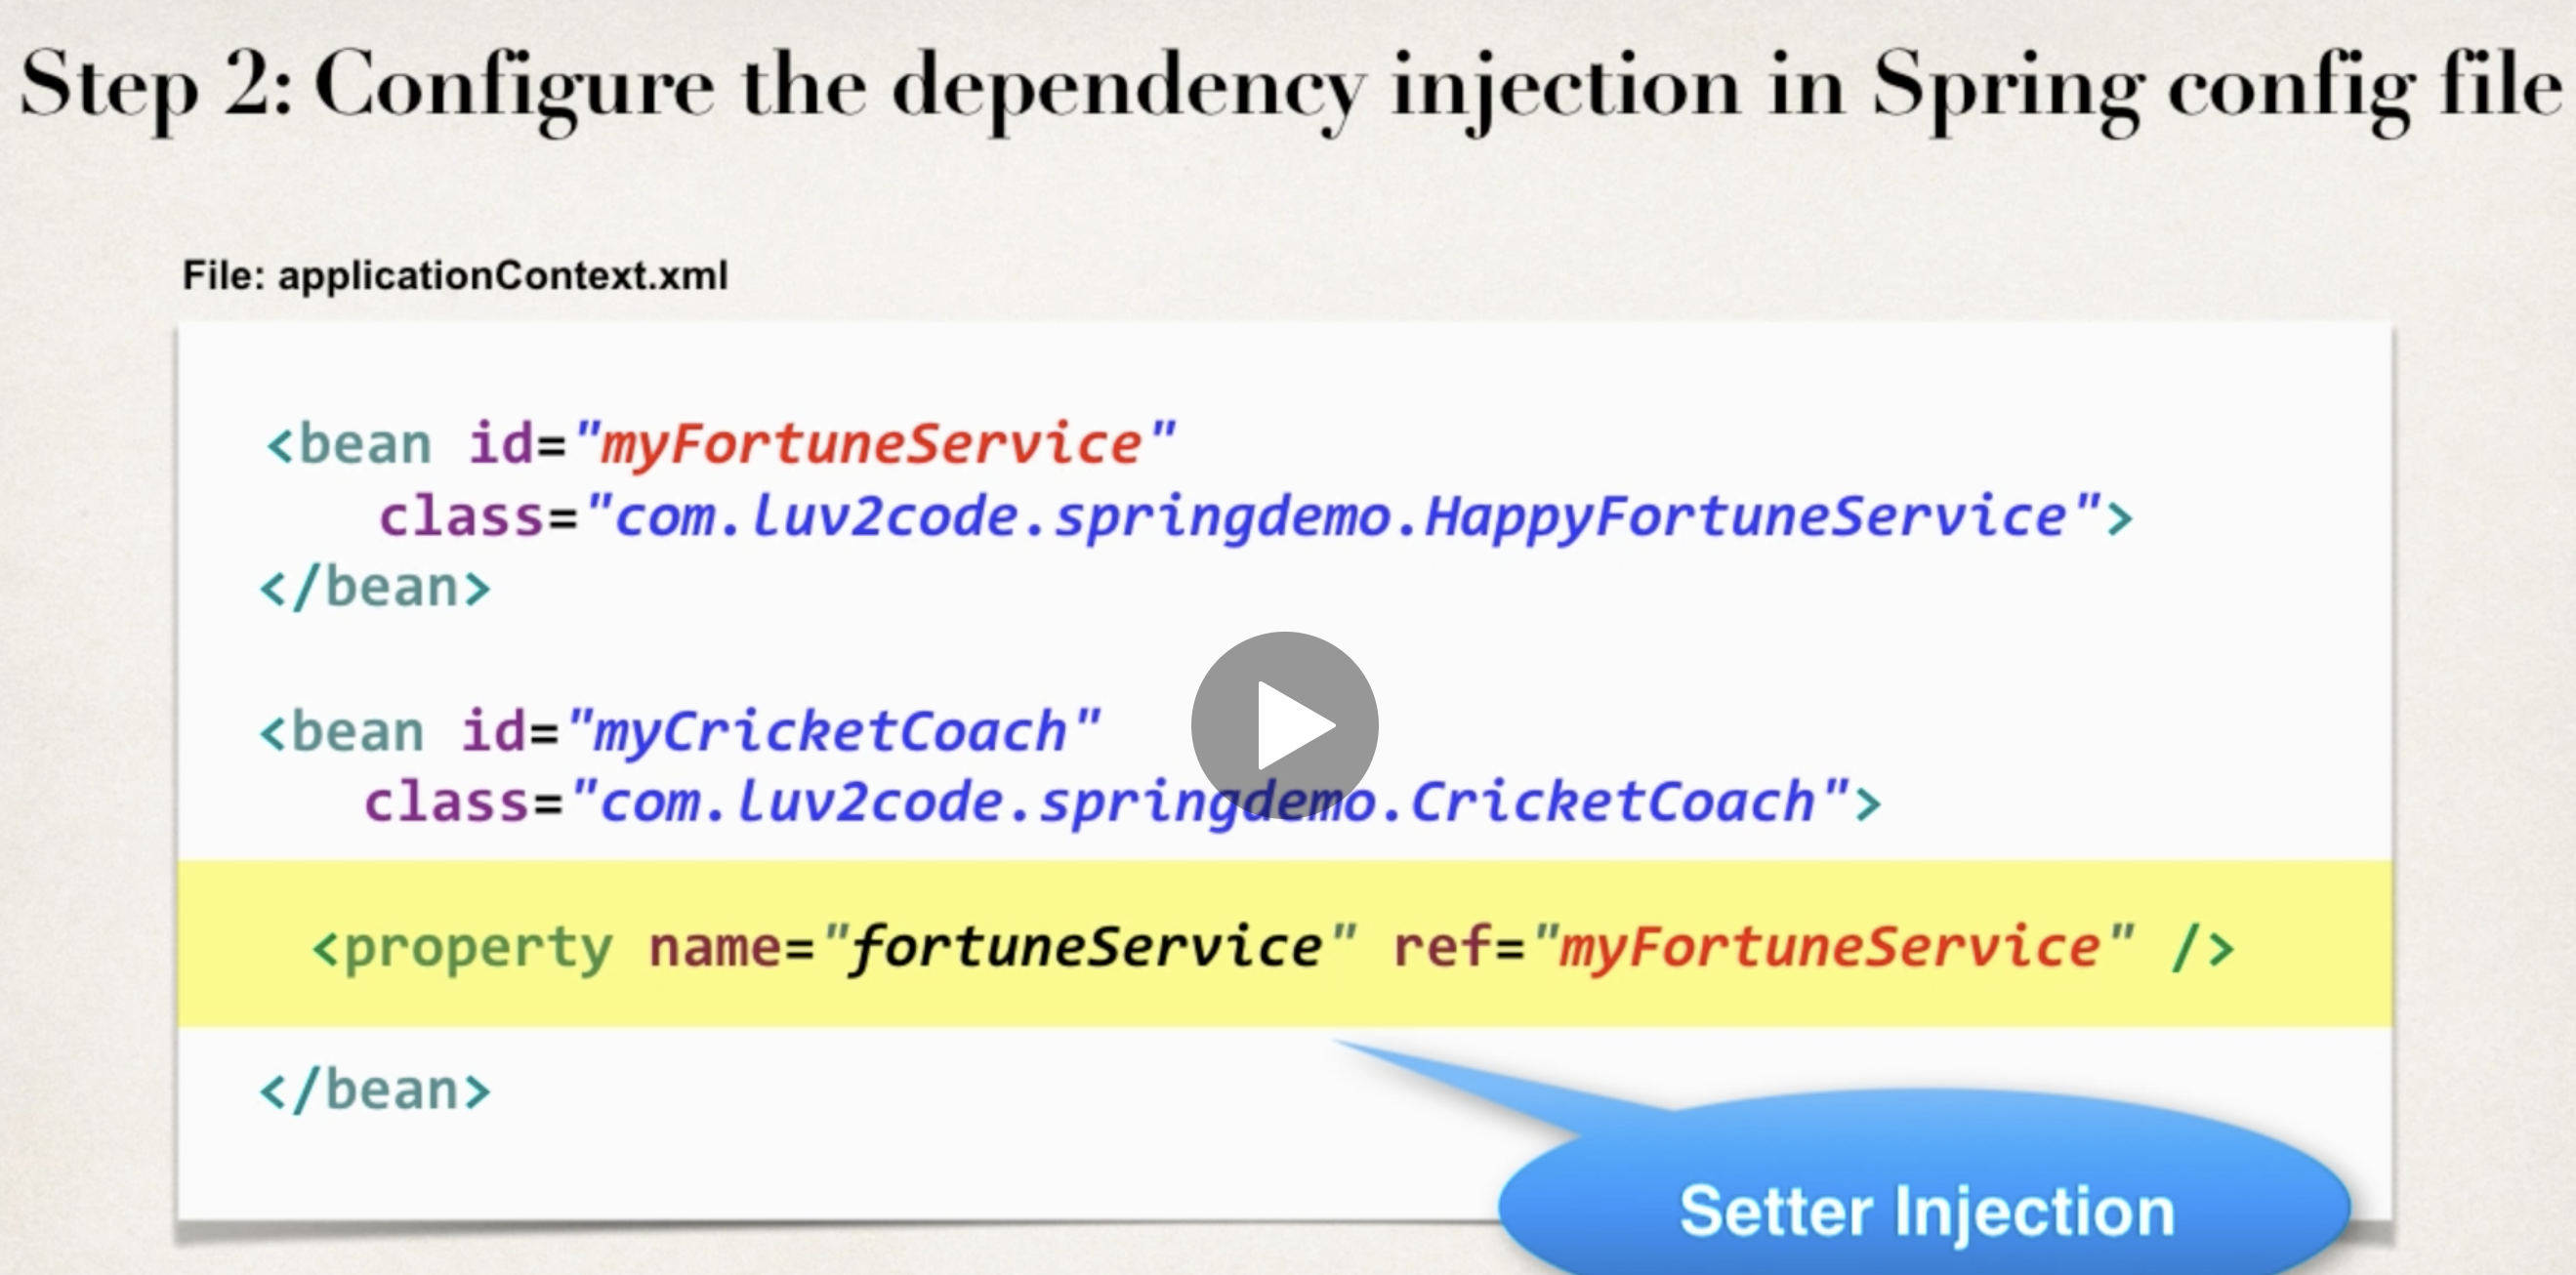 Step 2: Configure the dependency injection in Spring config file
File: applicationContext.xml
<bean id="myFortuneService"
class="com.luv2code.springdemo.HappyFortuneService">
</bean>
<bean id="myCricketCoach"
class="com.luv2code.springdemo.CricketCoach">
<property name="fortuneService" ref="myFortuneService" />
</bean>
Setter Injection